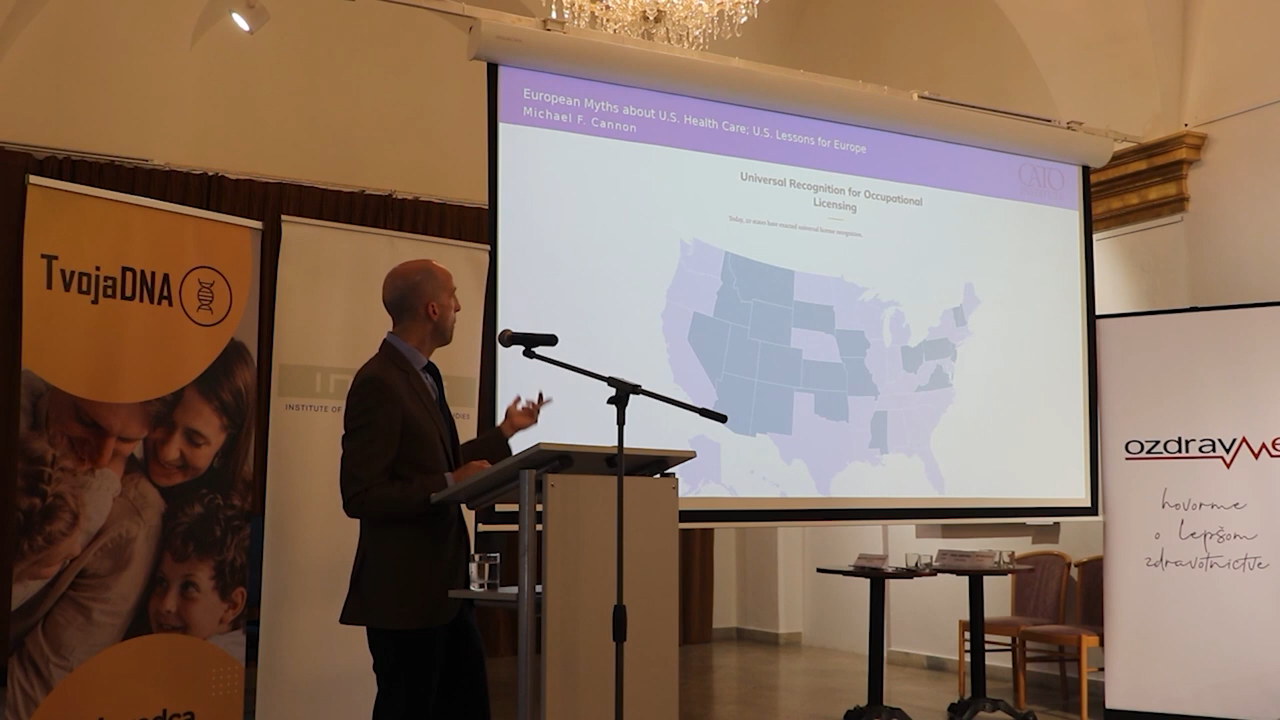 European Myths about U.S. Health Care; U.S. Lessons for Europe
Michael F. Cannon
CATO
Universal Recognition for Occupational
Licensing
TvojaDNA
INSTITUTE OF
ozdravme
hovorme
o lepšom
zdravotníctve